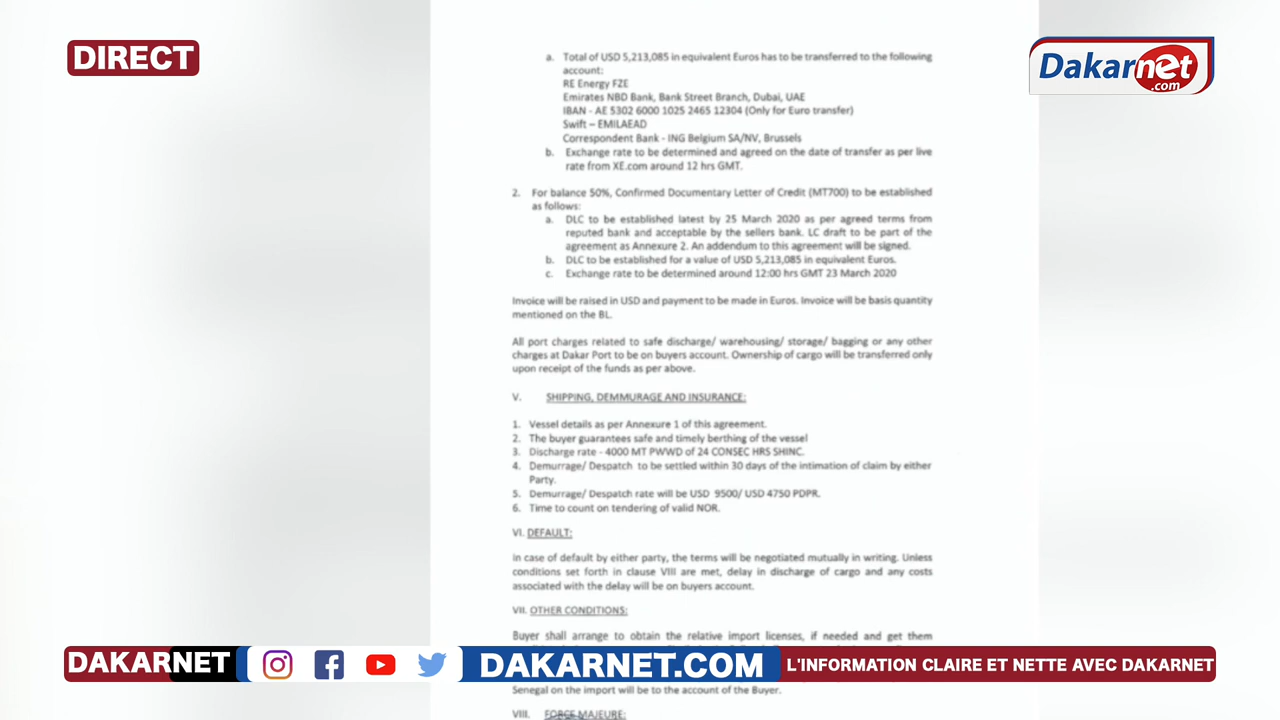 DIRECT
Dakarnet
.com
a. Total of USD 5,213,085 in equivalent Euros has to be transferred to the following
account:
RE Energy FZE
Emirates NBD Bank, Bank Street Branch, Dubai, UAE
IBAN - AE 5302 6000 1025 2465 12304 (Only for Euro transfer)
Swift – EMILAEAD
Correspondent Bank - ING Belgium SA/NV, Brussels
b. Exchange rate to be determined and agreed on the date of transfer as per live
rate from XE.com around 12 hrs GMT.
2. For balance 50%, Confirmed Documentary Letter of Credit (MT700) to be established
as follows:
a. DLC to be established latest by 25 March 2020 as per agreed terms from
reputed bank and acceptable by the sellers bank. LC draft to be part of the
agreement as Annexure 2. An addendum to this agreement will be signed.
b. DLC to be established for a value of USD 5,213,085 in equivalent Euros.
c. Exchange rate to be determined around 12:00 hrs GMT 23 March 2020
Invoice will be raised in USD and payment to be made in Euros. Invoice will be basis quantity
mentioned on the BL.
All port charges related to safe discharge/ warehousing/ storage/ bagging or any other
charges at Dakar Port to be on buyers account. Ownership of cargo will be transferred only
upon receipt of the funds as per above.
V. SHIPPING, DEMMURAGE AND INSURANCE:
1. Vessel details as per Annexure 1 of this agreement.
2. The buyer guarantees safe and timely berthing of the vessel
3. Discharge rate - 4000 MT PWWD of 24 CONSEC HRS SHINC.
4. Demurrage/ Despatch to be settled within 30 days of the intimation of claim by either
Party.
5. Demurrage/ Despatch rate will be USD 9500/ USD 4750 PDPR.
6. Time to count on tendering of valid NOR.
VI. DEFAULT:
In case of default by either party, the terms will be negotiated mutually in writing. Unless
conditions set forth in clause VIII are met, delay in discharge of cargo and any costs
associated with the delay will be on buyers account.
VII. OTHER CONDITIONS:
Buyer shall arrange to obtain the relative import licenses, if needed and get them
Senegal on the import will be to the account of the Buyer.
VIII. FORCE MAJEURE:
DAKARNET
DAKARNET.COM
L'INFORMATION CLAIRE ET NETTE AVEC DAKARNET